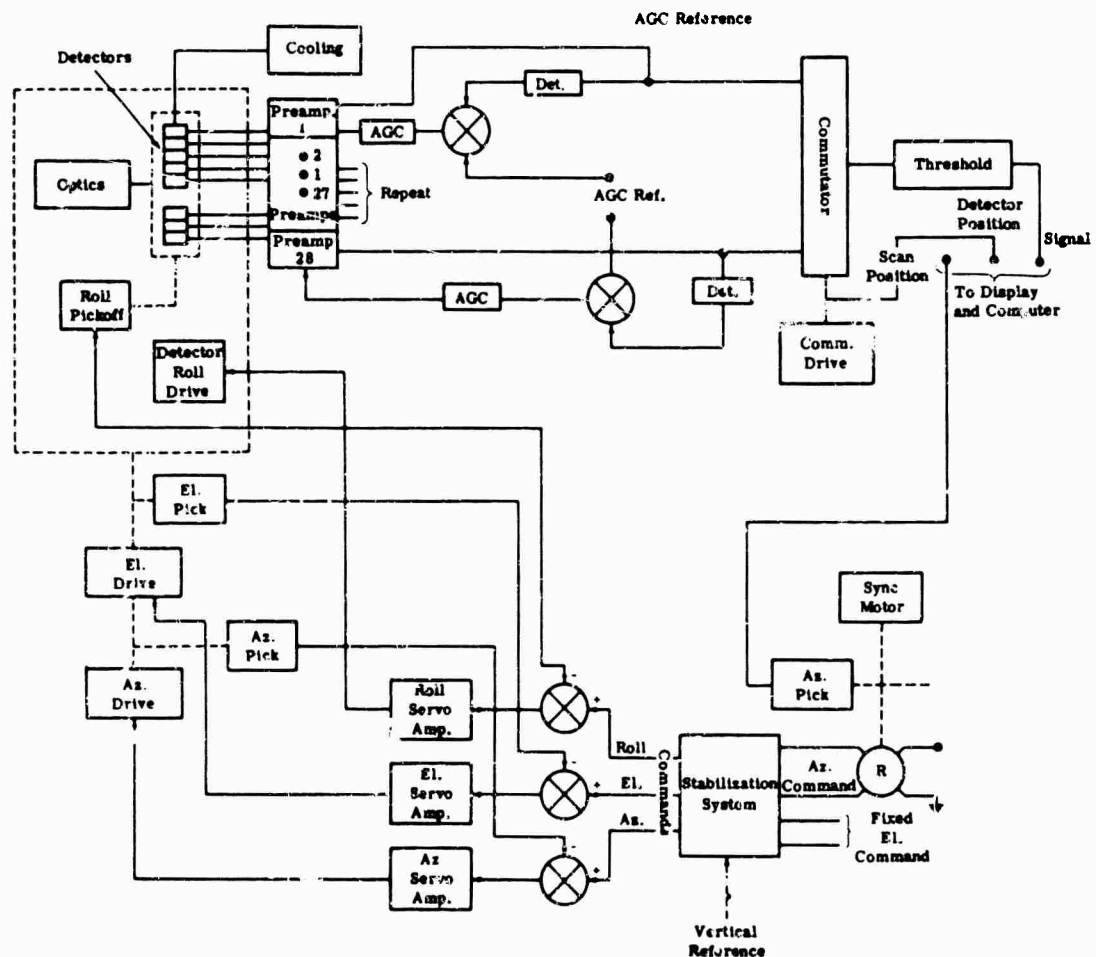 AGC Reference
Cooling
Detectors
Det.
Preamp.
1
AGC
2
1
27
Repeat
Preamps
Preamp
28
Optics
AGC Ref.
Commutator
Threshold
Detector
Position
Signal
Scan
Position
To Display
and Computer
Roll
Pickoff
AGC
Det.
Comm.
Drive
Detector
Roll
Drive
El.
Pick
El.
Drive
Sync
Motor
Az.
Pick
Az.
Drive
Az.
Pick
Roll
Servo
Amp.
-
+
Roll
Commands
Stabilization
System
Az.
Command
R
El.
Servo
Amp.
-
+
El.
Fixed
El.
Command
Az.
Az
Servo
Amp.
-
+
Vertical
Reference